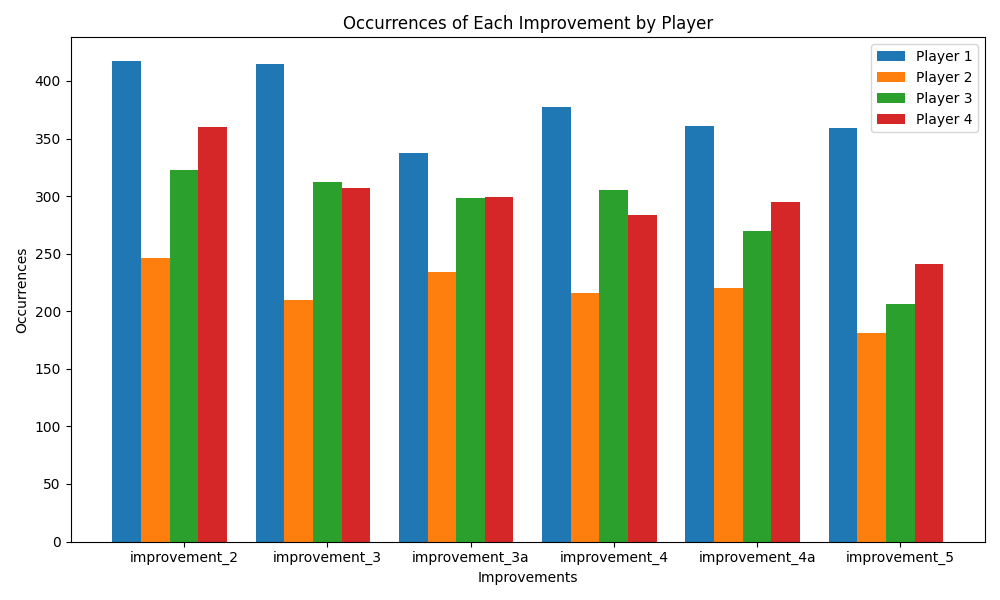 Occurrences of Each Improvement by Player
Player 1
Player 2
Player 3
Player 4
Occurrences
400
350
300
250
200
150
100
50
0
improvement_2 improvement_3 improvement_3a improvement_4 improvement_4a improvement_5
Improvements